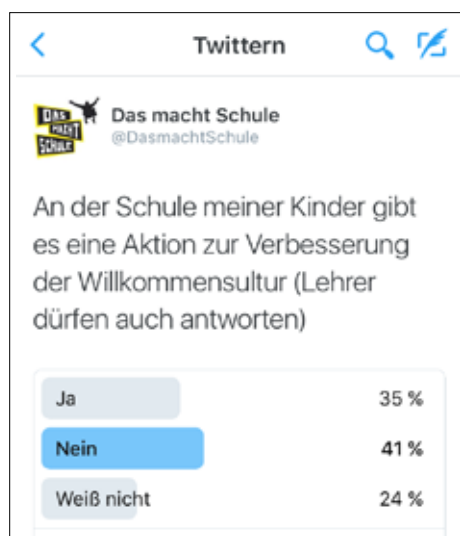 Twittern
DAS
MACHT
SCHULE
Das macht Schule
@DasmachtSchule
An der Schule meiner Kinder gibt
es eine Aktion zur Verbesserung
der Willkommensultur (Lehrer
dürfen auch antworten)
Ja 35 %
Nein 41 %
Weiß nicht 24 %